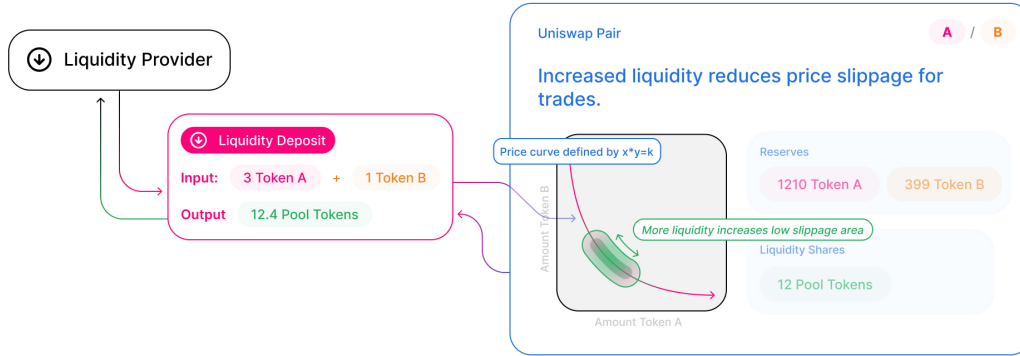 Liquidity Provider
Liquidity Deposit
Input: 3 Token A + 1 Token B
Output 12.4 Pool Tokens
Uniswap Pair
A / B
Increased liquidity reduces price slippage for
trades.
Price curve defined by x*y=k
Amount Token B
More liquidity increases low slippage area
Amount Token A
Reserves
1210 Token A 399 Token B
Liquidity Shares
12 Pool Tokens